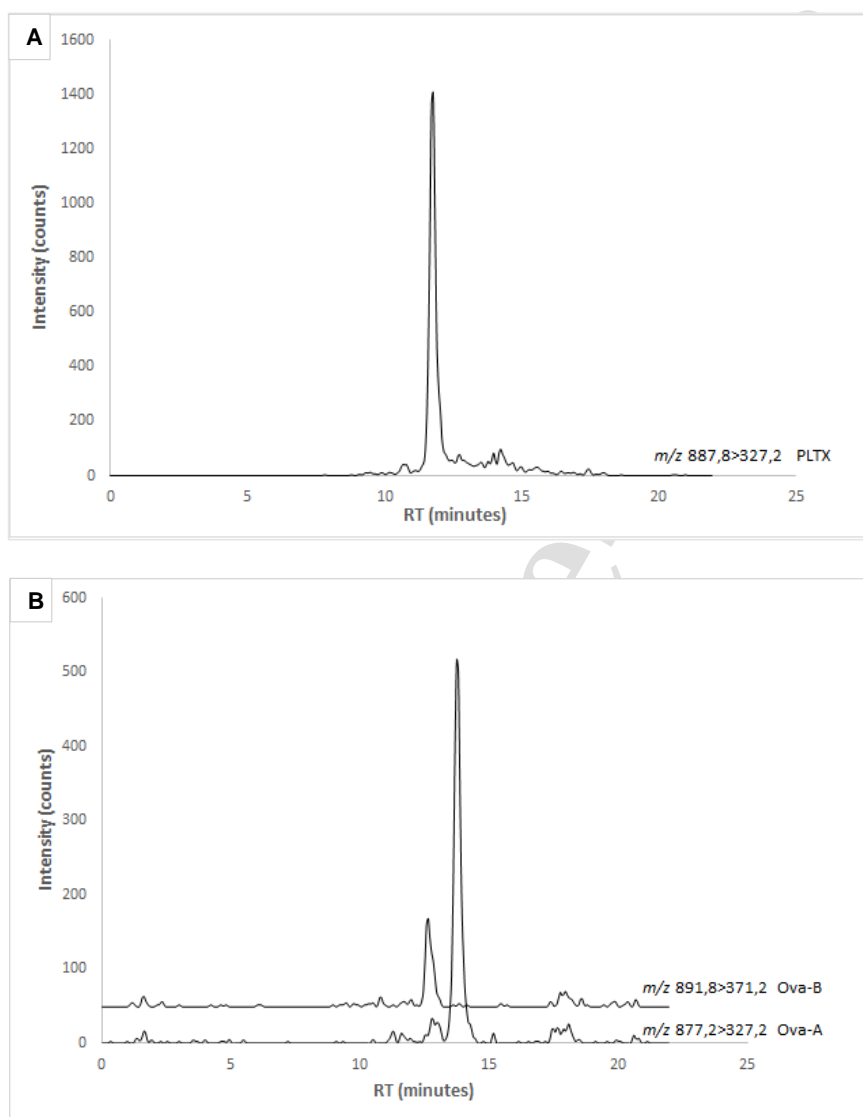 A
1600
1400
1200
1000
800
600
400
200
0
Intensity (counts)
m/z 887,8>327,2 PLTX
0 5 10 15 20 25
RT (minutes)
B
600
500
400
300
200
100
0
Intensity (counts)
m/z 891,8>371,2 Ova-B
m/z 877,2>327,2 Ova-A
0 5 10 15 20 25
RT (minutes)